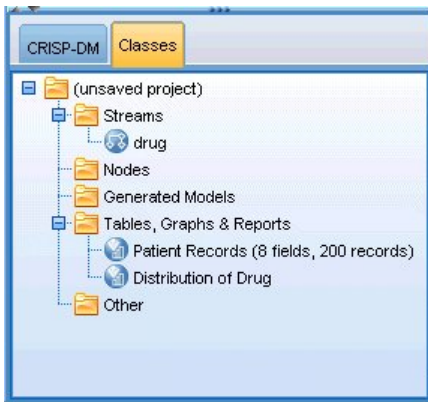 CRISP-DM Classes
(unsaved project)
Streams
drug
Nodes
Generated Models
Tables, Graphs & Reports
Patient Records (8 fields, 200 records)
Distribution of Drug
Other